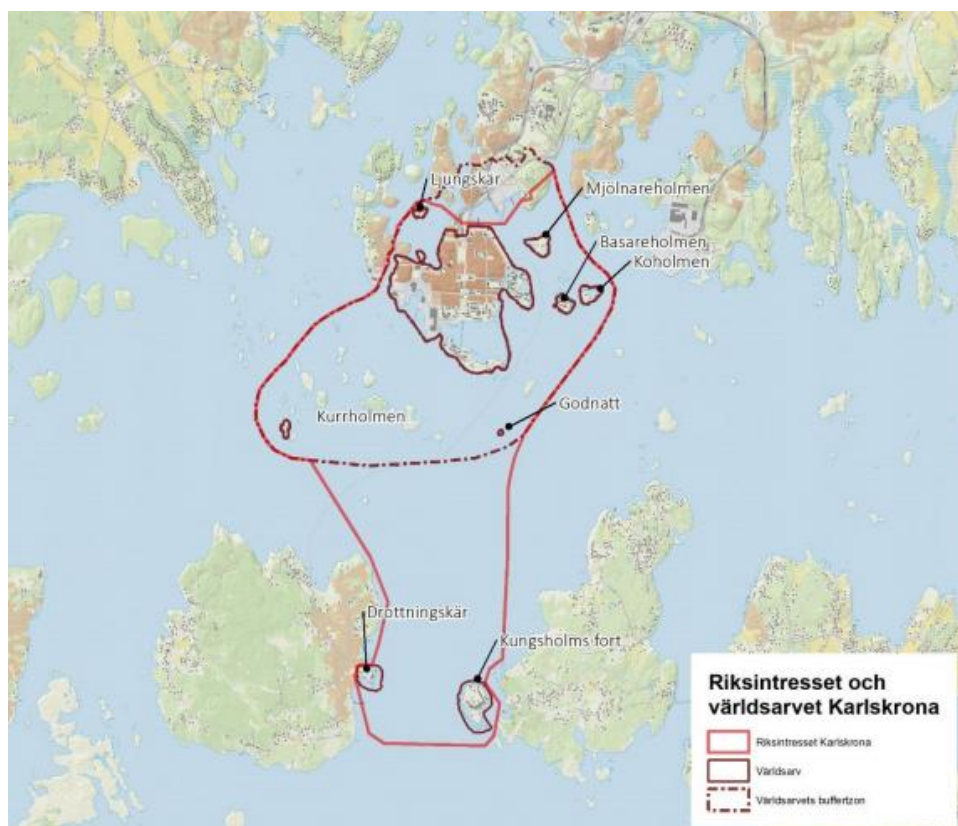 Ljungskär
Mjölnareholmen
Basareholmen
Koholmen
Kurrholmen
Godnatt
Drottningskär
Kungsholms fort
Riksintresset och
världsarvet Karlskrona
Riksintresset Karlskrona
Världsarv
Världsarvets buffertzon